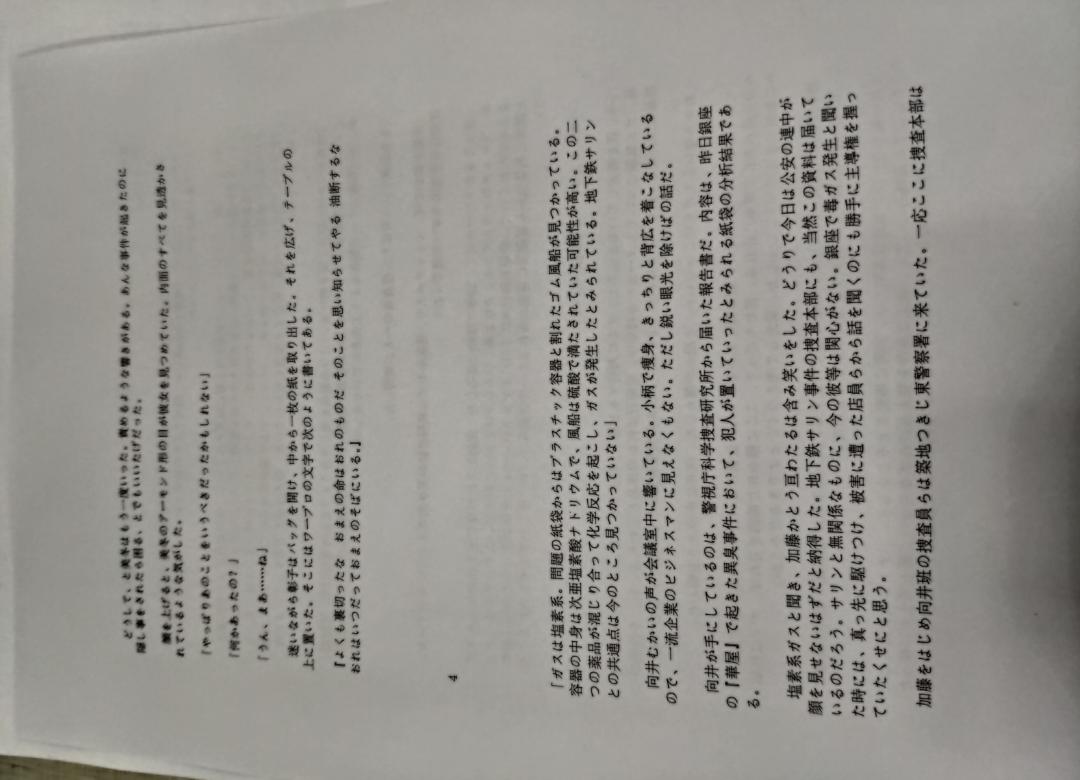 どうして、と美冬はもう一度いった。責めるような響きがある。あんな事件が起きたのに
隠し事をされたら困る、とでもいいたげだった。
顔を上げると、美冬のアーモンド形の目が彼女を見つめていた。内面のすべてを見透かさ
れているような気がした。
「やっぱりあのことをいうべきだったかもしれない」
「何かあったの？」
「うん、まあ……ね」
迷いながら彰子はバッグを開け、中から一枚の紙を取り出した。それを広げ、テーブルの
上に置いた。そこにはワープロの文字で次のように書いてある。
『よくも裏切ったな　おまえの命はおれのものだ　そのことを思い知らせてやる　油断するな
おれはいつだっておまえのそばにいる。』
4
「ガスは塩素系。問題の紙袋からはプラスチック容器と割れたゴム風船が見つかっている。
容器の中身は次亜塩素酸ナトリウムで、風船は硫酸で満たされていた可能性が高い。この二
つの薬品が混じり合って化学反応を起こし、ガスが発生したとみられている。地下鉄サリン
との共通点は今のところ見つかっていない」
向井むかいの声が会議室中に響いている。小柄で痩身、きっちりと背広を着こなしている
ので、一流企業のビジネスマンに見えなくもない。ただし鋭い眼光を除けばの話だ。
向井が手にしているのは、警視庁科学捜査研究所から届いた報告書だ。内容は、昨日銀座
の『華屋』で起きた異臭事件において、犯人が置いていったとみられる紙袋の分析結果であ
る。
塩素系ガスと聞き、加藤かとう亘わたるは含み笑いをした。どうりで今日は公安の連中が
顔を見せないはずだと納得した。地下鉄サリン事件の捜査本部にも、当然この資料は届いて
いるのだろう。サリンと無関係なものに、今の彼等は関心がない。銀座で毒ガス発生と聞い
た時には、真っ先に駆けつけ、被害に遭った店員らから話を聞くのにも勝手に主導権を握っ
ていたくせにと思う。
加藤をはじめ向井班の捜査員らは築地つきじ東警察署に来ていた。一応ここに捜査本部は